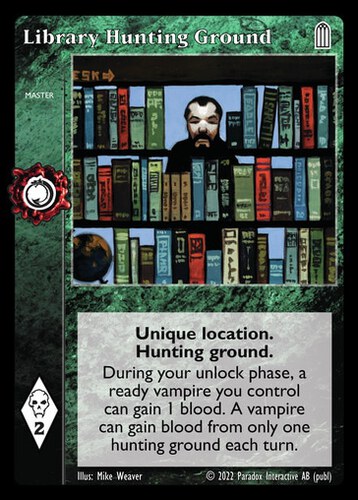 Library Hunting Ground
MASTER
ESK
Unique location.
Hunting ground.
During your unlock phase, a
ready vampire you control
can gain 1 blood. A vampire
can gain blood from only one
hunting ground each turn.
2
Illus: Mike Weaver © 2022 Paradox Interactive AB (publ)